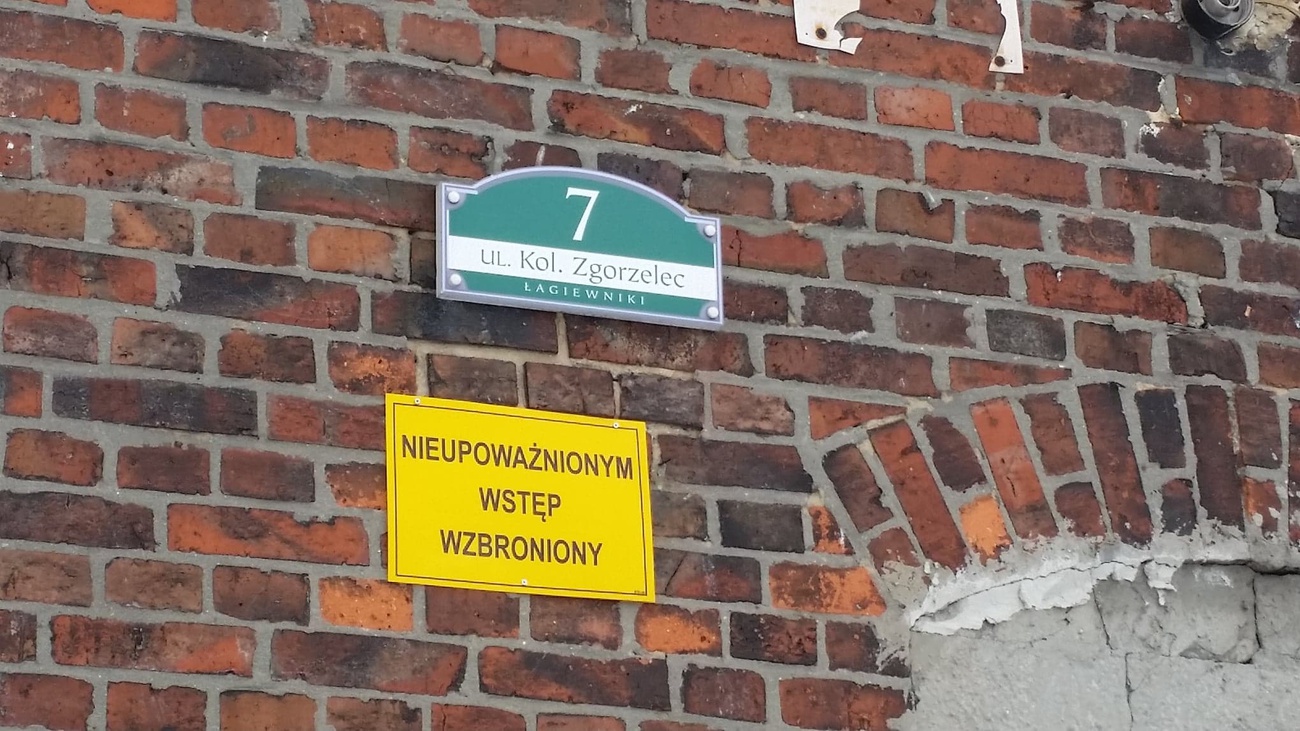 7
UL. Kol. Zgorzelec
ŁAGIEWNIKI
NIEUPOWAŻNIONYM
WSTĘP
WZBRONIONY